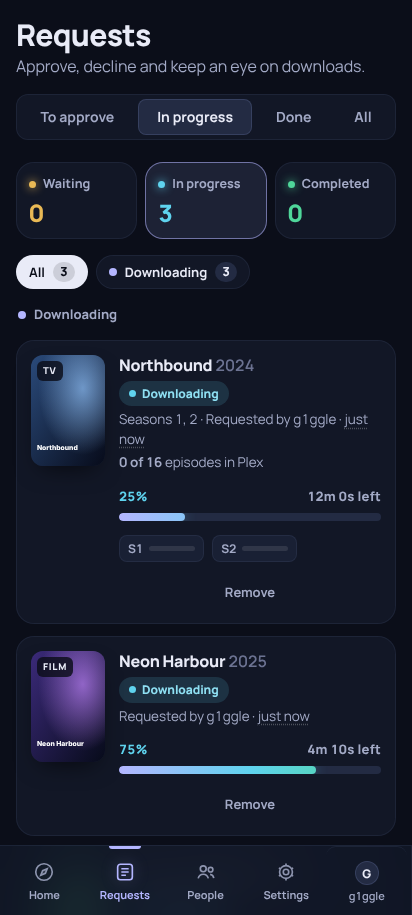 Requests
Approve, decline and keep an eye on downloads.
To approve In progress Done All
Waiting In progress Completed
0 3 0
All 3 Downloading 3
Downloading
TV
Northbound
Northbound 2024
Downloading
Seasons 1, 2 · Requested by g1ggle · just
now
0 of 16 episodes in Plex
25% 12m 0s left
S1 S2
Remove
FILM
Neon Harbour
Neon Harbour 2025
Downloading
Requested by g1ggle · just now
75% 4m 10s left
Remove
G
Home Requests People Settings g1ggle